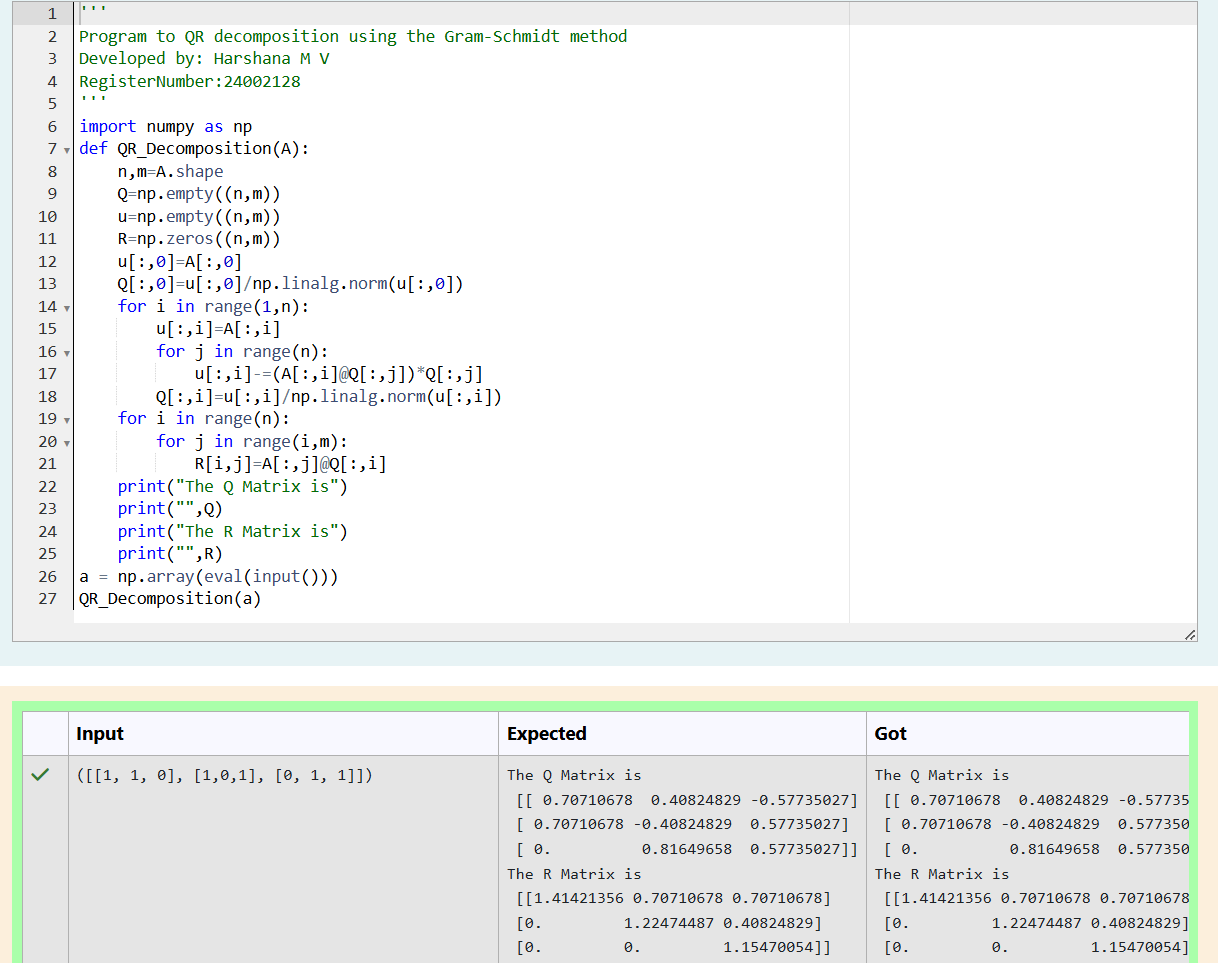 1 '''
2 Program to QR decomposition using the Gram-Schmidt method
3 Developed by: Harshana M V
4 RegisterNumber:24002128
5 '''
6 import numpy as np
7 def QR_Decomposition(A):
8     n,m=A.shape
9     Q=np.empty((n,m))
10     u=np.empty((n,m))
11     R=np.zeros((n,m))
12     u[:,0]=A[:,0]
13     Q[:,0]=u[:,0]/np.linalg.norm(u[:,0])
14     for i in range(1,n):
15         u[:,i]=A[:,i]
16         for j in range(n):
17             u[:,i]-=(A[:,i]@Q[:,j])*Q[:,j]
18         Q[:,i]=u[:,i]/np.linalg.norm(u[:,i])
19     for i in range(n):
20         for j in range(i,m):
21             R[i,j]=A[:,j]@Q[:,i]
22     print("The Q Matrix is")
23     print("",Q)
24     print("The R Matrix is")
25     print("",R)
26 a = np.array(eval(input()))
27 QR_Decomposition(a)
Input Expected Got
([[1, 1, 0], [1,0,1], [0, 1, 1]]) The Q Matrix is The Q Matrix is
[[ 0.70710678  0.40824829 -0.57735027] [[ 0.70710678  0.40824829 -0.57735
[ 0.70710678 -0.40824829  0.57735027] [ 0.70710678 -0.40824829  0.577350
[ 0.          0.81649658  0.57735027]] [ 0.          0.81649658  0.577350
The R Matrix is The R Matrix is
[[1.41421356 0.70710678 0.70710678] [[1.41421356 0.70710678 0.70710678
[0.         1.22474487 0.40824829] [0.         1.22474487 0.40824829]
[0.         0.         1.15470054]] [0.         0.         1.15470054]